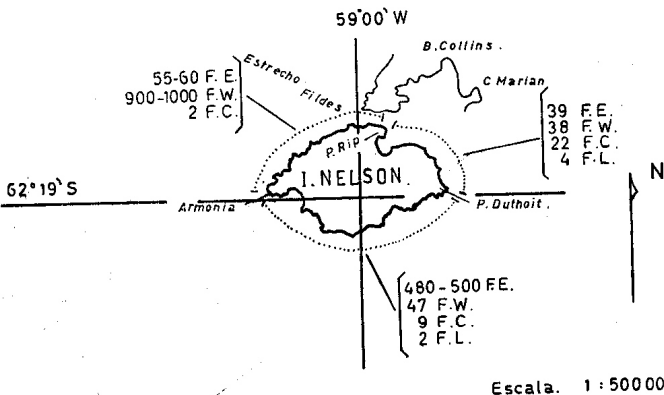 59°00' W
B.Collins.
C Marian
Estrecho Fildes
55-60 F.E.
900-1000 F.W.
2 F.C.
39 F.E.
38 F.W.
22 F.C.
4 F.L.
P.Rip
I.NELSON.
N
62°19'S
Armonia
P.Duthoit.
480-500 F.E.
47 F.W.
9 F.C.
2 F.L.
Escala. 1:50000